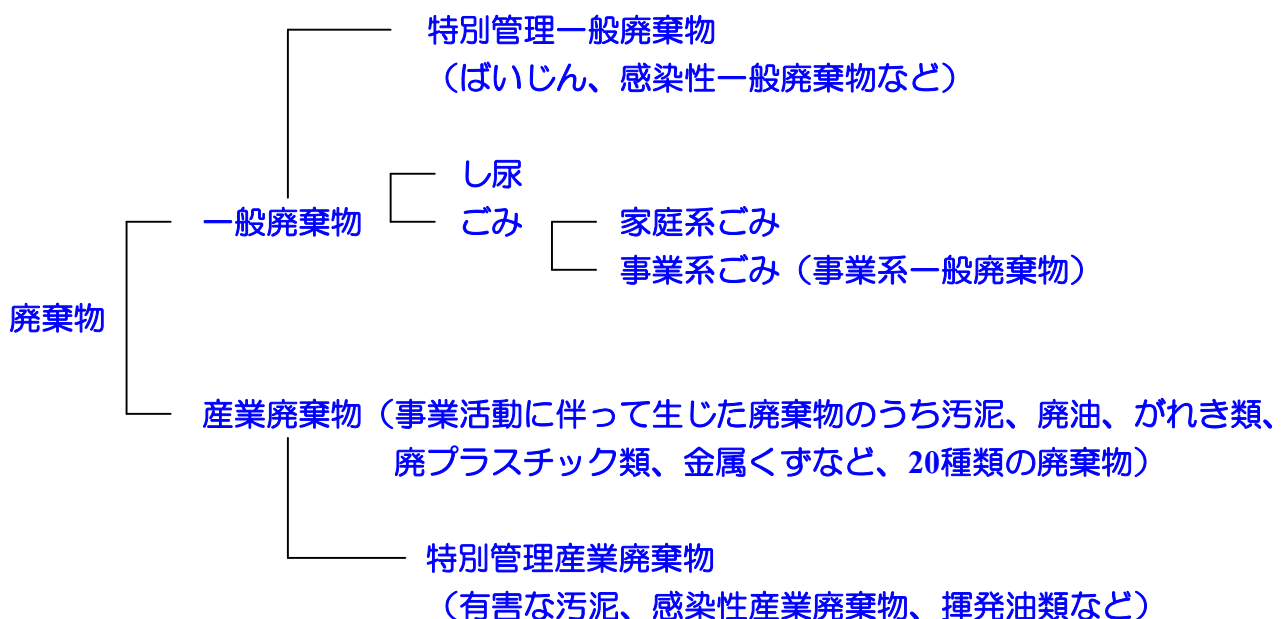 特別管理一般廃棄物
（ばいじん、感染性一般廃棄物など）
し尿
一般廃棄物
ごみ
家庭系ごみ
事業系ごみ（事業系一般廃棄物）
廃棄物
産業廃棄物（事業活動に伴って生じた廃棄物のうち汚泥、廃油、がれき類、
廃プラスチック類、金属くずなど、20種類の廃棄物）
特別管理産業廃棄物
（有害な汚泥、感染性産業廃棄物、揮発油類など）